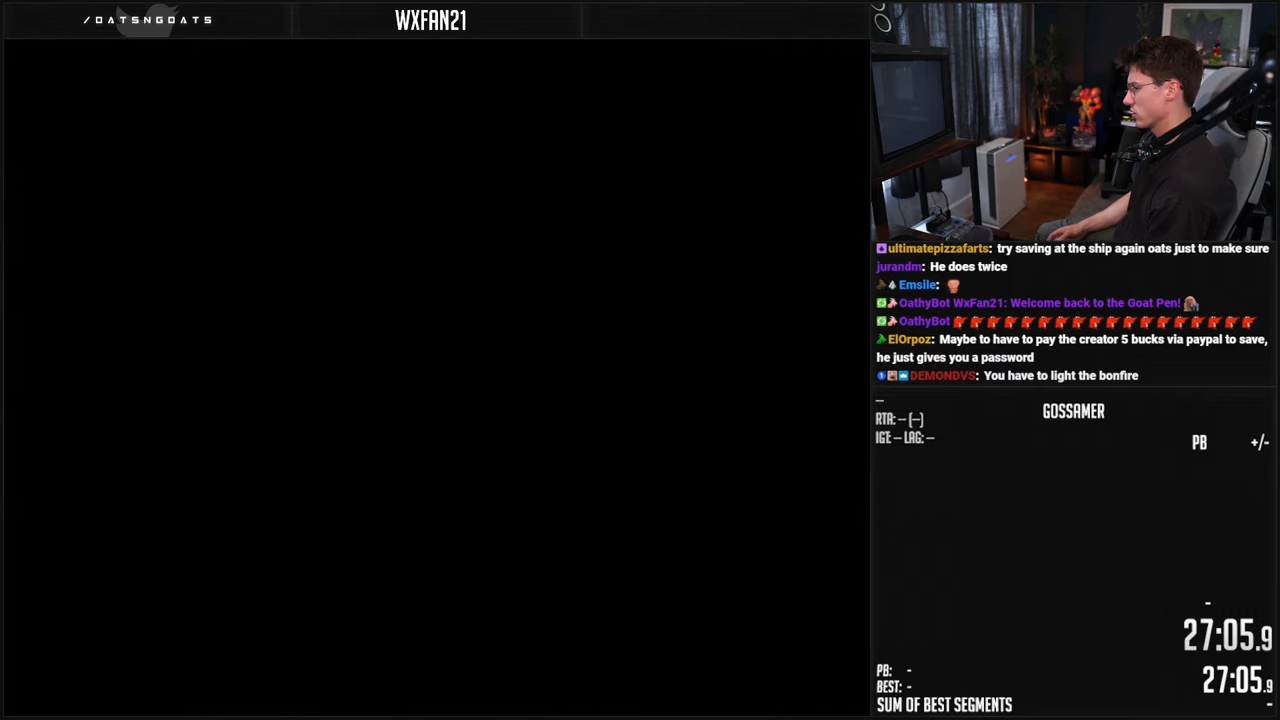 /OATSNGOATS
WXFAN21
ultimatepizzafarts: try saving at the ship again oats just to make sure
jurandm: He does twice
Emsile:
OathyBot WxFan21: Welcome back to the Goat Pen!
OathyBot
ElOrpoz: Maybe to have to pay the creator 5 bucks via paypal to save,
he just gives you a password
DEMONDVS: You have to light the bonfire
—
GOSSAMER
RTA: — (—)
IGT: — LAG: —
PB +/-
-
27:05.9
PB: -
27:05.9
BEST: -
SUM OF BEST SEGMENTS -